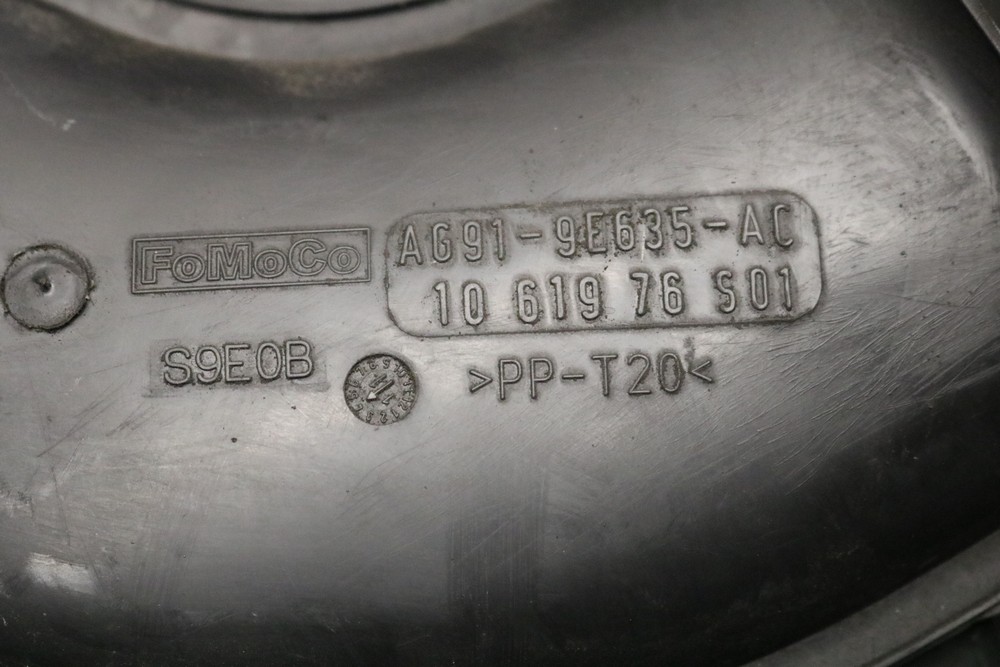 FoMoCo
AG91-9E635-AC
10 619 76 S01
S9E0B
>PP-T20<